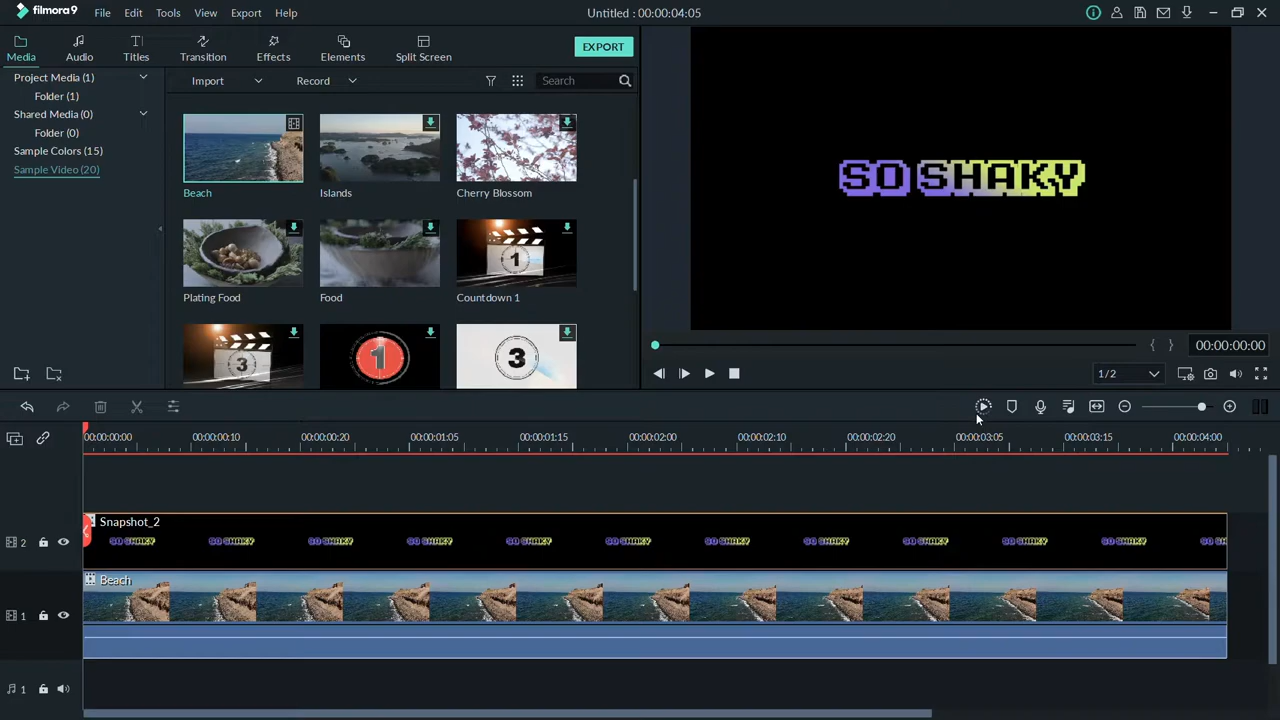 filmora9
File Edit Tools View Export Help
Untitled : 00:00:04:05
Media Audio Titles Transition Effects Elements Split Screen
EXPORT
Project Media (1)
Folder (1)
Shared Media (0)
Folder (0)
Sample Colors (15)
Sample Video (20)
Import Record Search
Beach Islands Cherry Blossom
1
Plating Food Food Countdown 1
3 1 3
SO SHAKY
00:00:00:00
1/2
00:00:00:00 00:00:00:10 00:00:00:20 00:00:01:05 00:00:01:15 00:00:02:00 00:00:02:10 00:00:02:20 00:00:03:05 00:00:03:15 00:00:04:00
Snapshot_2
2 SO SHAKY SO SHAKY SO SHAKY SO SHAKY SO SHAKY SO SHAKY SO SHAKY SO SHAKY SO SHAKY SO SHAKY SO SHAKY SO SH
Beach
1
1